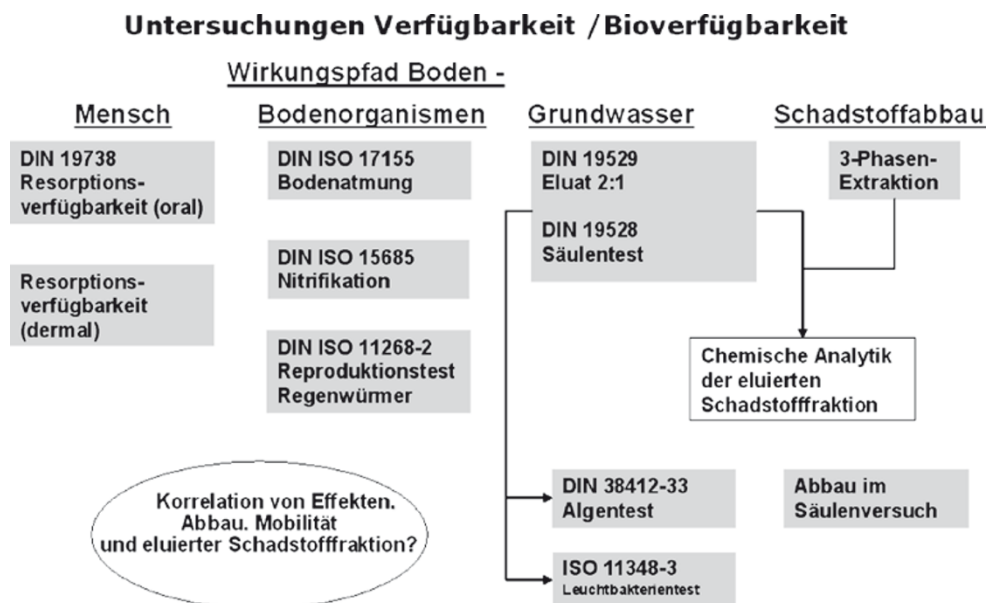 Untersuchungen Verfügbarkeit /Bioverfügbarkeit
Wirkungspfad Boden -
Mensch
Bodenorganismen
Grundwasser
Schadstoffabbau
DIN 19738
Resorptions-
verfügbarkeit (oral)
Resorptions-
verfügbarkeit
(dermal)
DIN ISO 17155
Bodenatmung
DIN ISO 15685
Nitrifikation
DIN ISO 11268-2
Reproduktionstest
Regenwürmer
DIN 19529
Eluat 2:1
DIN 19528
Säulentest
3-Phasen-
Extraktion
Chemische Analytik
der eluierten
Schadstofffraktion
Korrelation von Effekten.
Abbau. Mobilität
und eluierter Schadstofffraktion?
DIN 38412-33
Algentest
ISO 11348-3
Leuchtbakterientest
Abbau im
Säulenversuch